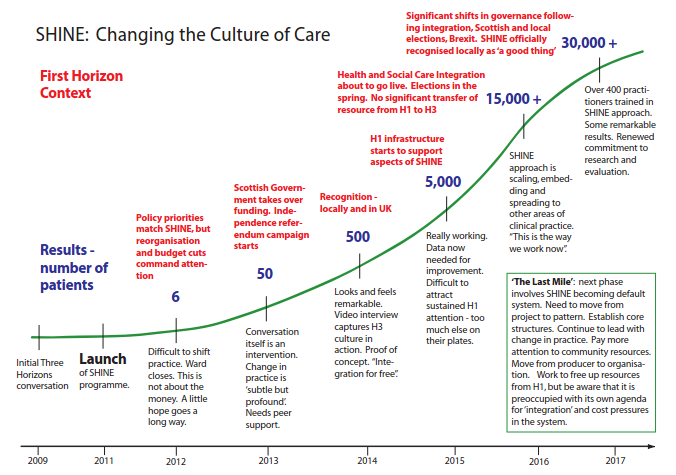 SHINE: Changing the Culture of Care
First Horizon
Context
Significant shifts in governance follow-
ing integration, Scottish and local
elections, Brexit. SHINE officially
recognised locally as ‘a good thing’
30,000 +
Health and Social Care Integration
about to go live. Elections in the
spring. No significant transfer of
resource from H1 to H3
15,000 +
H1 infrastructure
starts to support
aspects of SHINE
5,000
Recognition -
locally and in UK
500
Scottish Govern-
ment takes over
funding. Inde-
pendence refer-
endum campaign
starts
50
Policy priorities
match SHINE, but
reorganisation
and budget cuts
command atten-
tion
6
Results -
number of
patients
Initial Three
Horizons
conversation
Launch
of SHINE
programme.
Difficult to shift
practice. Ward
closes. This is
not about the
money. A little
hope goes a
long way.
Conversation
itself is an
intervention.
Change in
practice is
‘subtle but
profound’.
Needs peer
support.
Looks and feels
remarkable.
Video interview
captures H3
culture in
action. Proof of
concept. “Inte-
gration for free”.
Really working.
Data now
needed for
improvement.
Difficult to
attract
sustained H1
attention - too
much else on
their plates.
SHINE
approach is
scaling, embed-
ding and
spreading to
other areas of
clinical practice.
“This is the way
we work now”.
Over 400 practi-
tioners trained in
SHINE approach.
Some remarkable
results. Renewed
commitment to
research and
evaluation.
‘The Last Mile’: next phase
involves SHINE becoming default
system. Need to move from
project to pattern. Establish core
structures. Continue to lead with
change in practice. Pay more
attention to community resources.
Move from producer to organisa-
tion. Work to free up resources
from H1, but be aware that it is
preoccupied with its own agenda
for ‘integration’ and cost pressures
in the system.
2009
2011
2012
2013
2014
2015
2016
2017